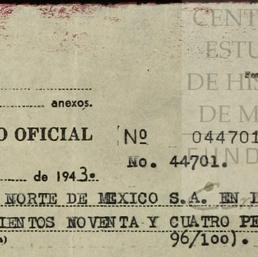 CENT
ESTU
DE HIS
DE M
FUND
anexos.
O OFICIAL Nº 044701
No. 44701.
de 1943.
NORTE DE MEXICO S.A. EN L
IENTOS NOVENTA Y CUATRO PE
96/100).